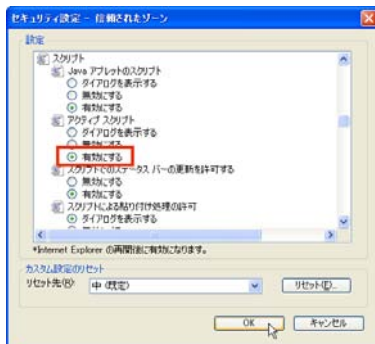 セキュリティ設定 - 信頼されたゾーン
設定
スクリプト
Java アプレットのスクリプト
ダイアログを表示する
無効にする
有効にする
アクティブ スクリプト
ダイアログを表示する
無効にする
有効にする
スクリプトでのステータス バーの更新を許可する
無効にする
有効にする
スクリプトによる貼り付け処理の許可
ダイアログを表示する
*Internet Explorer の再開後に有効になります。
カスタム設定のリセット
リセット先(R):
中 (既定)
リセット(E)...
OK
キャンセル